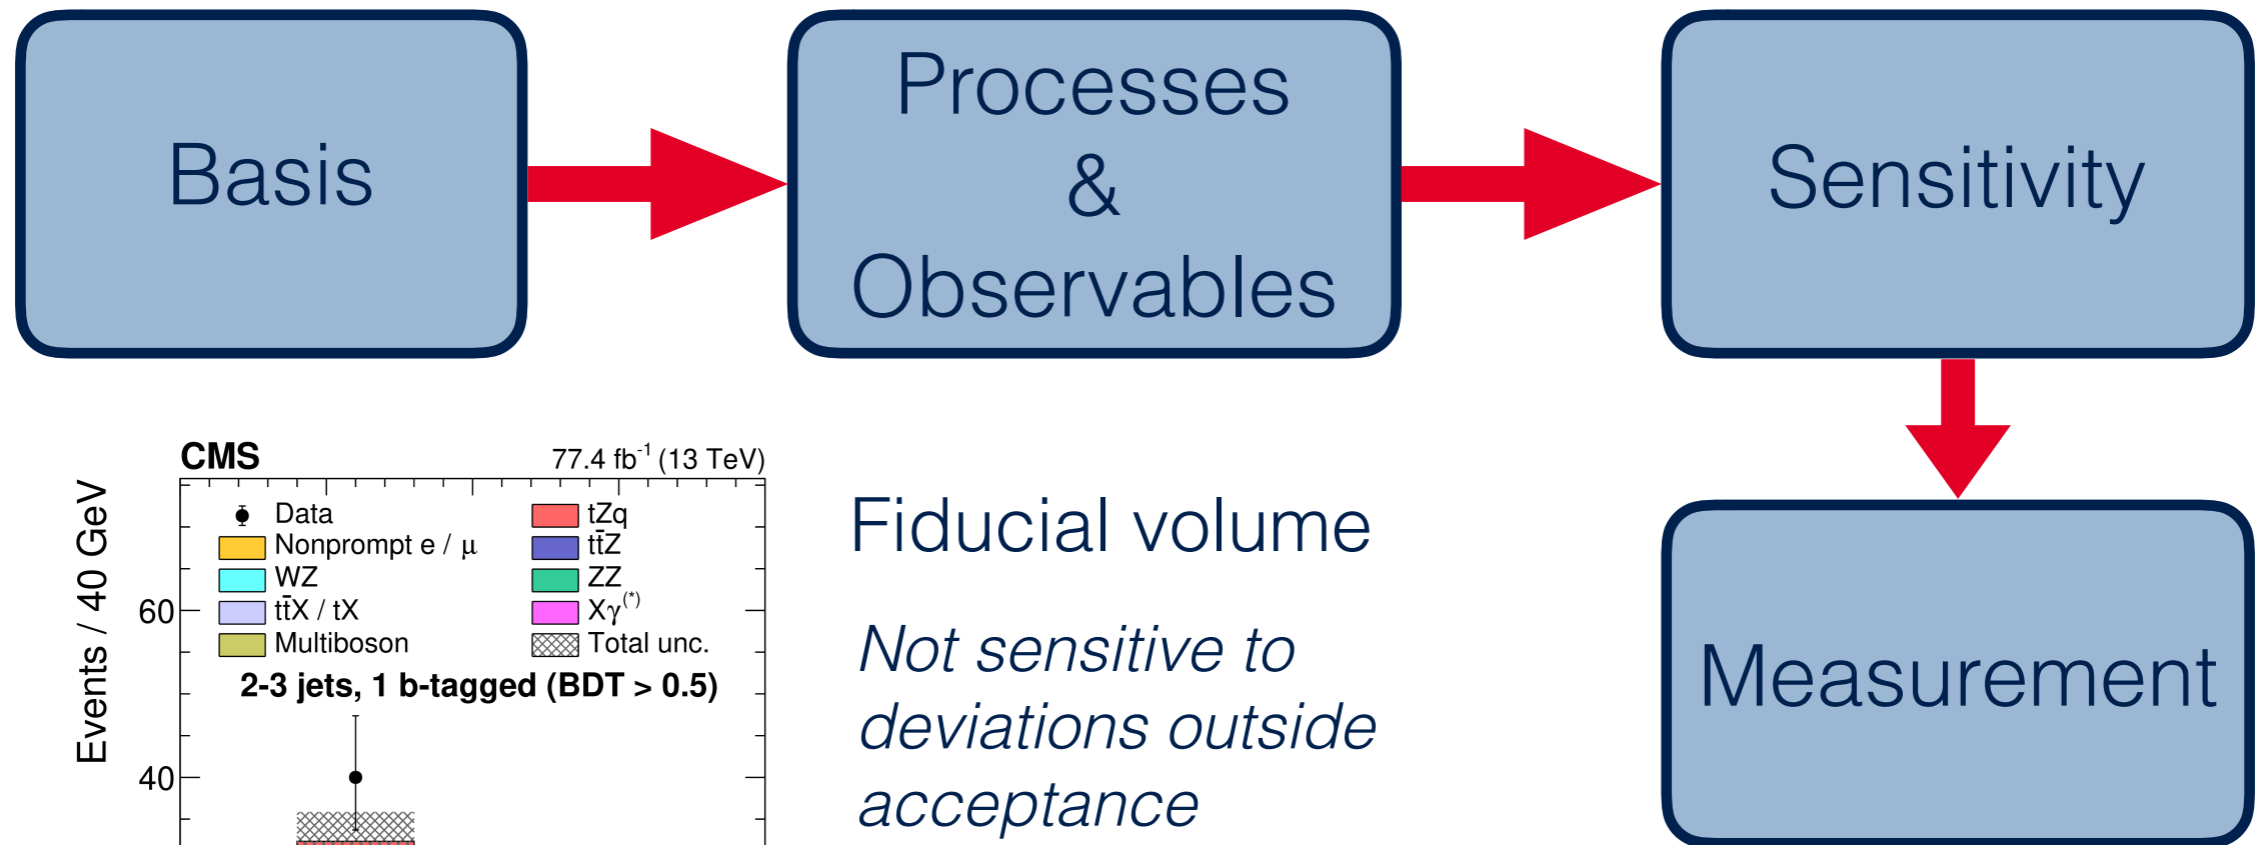 Basis
Processes
&
Observables
Sensitivity
CMS
77.4 fb⁻¹ (13 TeV)
Events / 40 GeV
Data
tZq
Nonprompt e / μ
tt̄Z
WZ
ZZ
tt̄X / tX
Xγ⁽*⁾
Multiboson
Total unc.
2-3 jets, 1 b-tagged (BDT > 0.5)
60
40
Fiducial volume
Not sensitive to
deviations outside
acceptance
Measurement